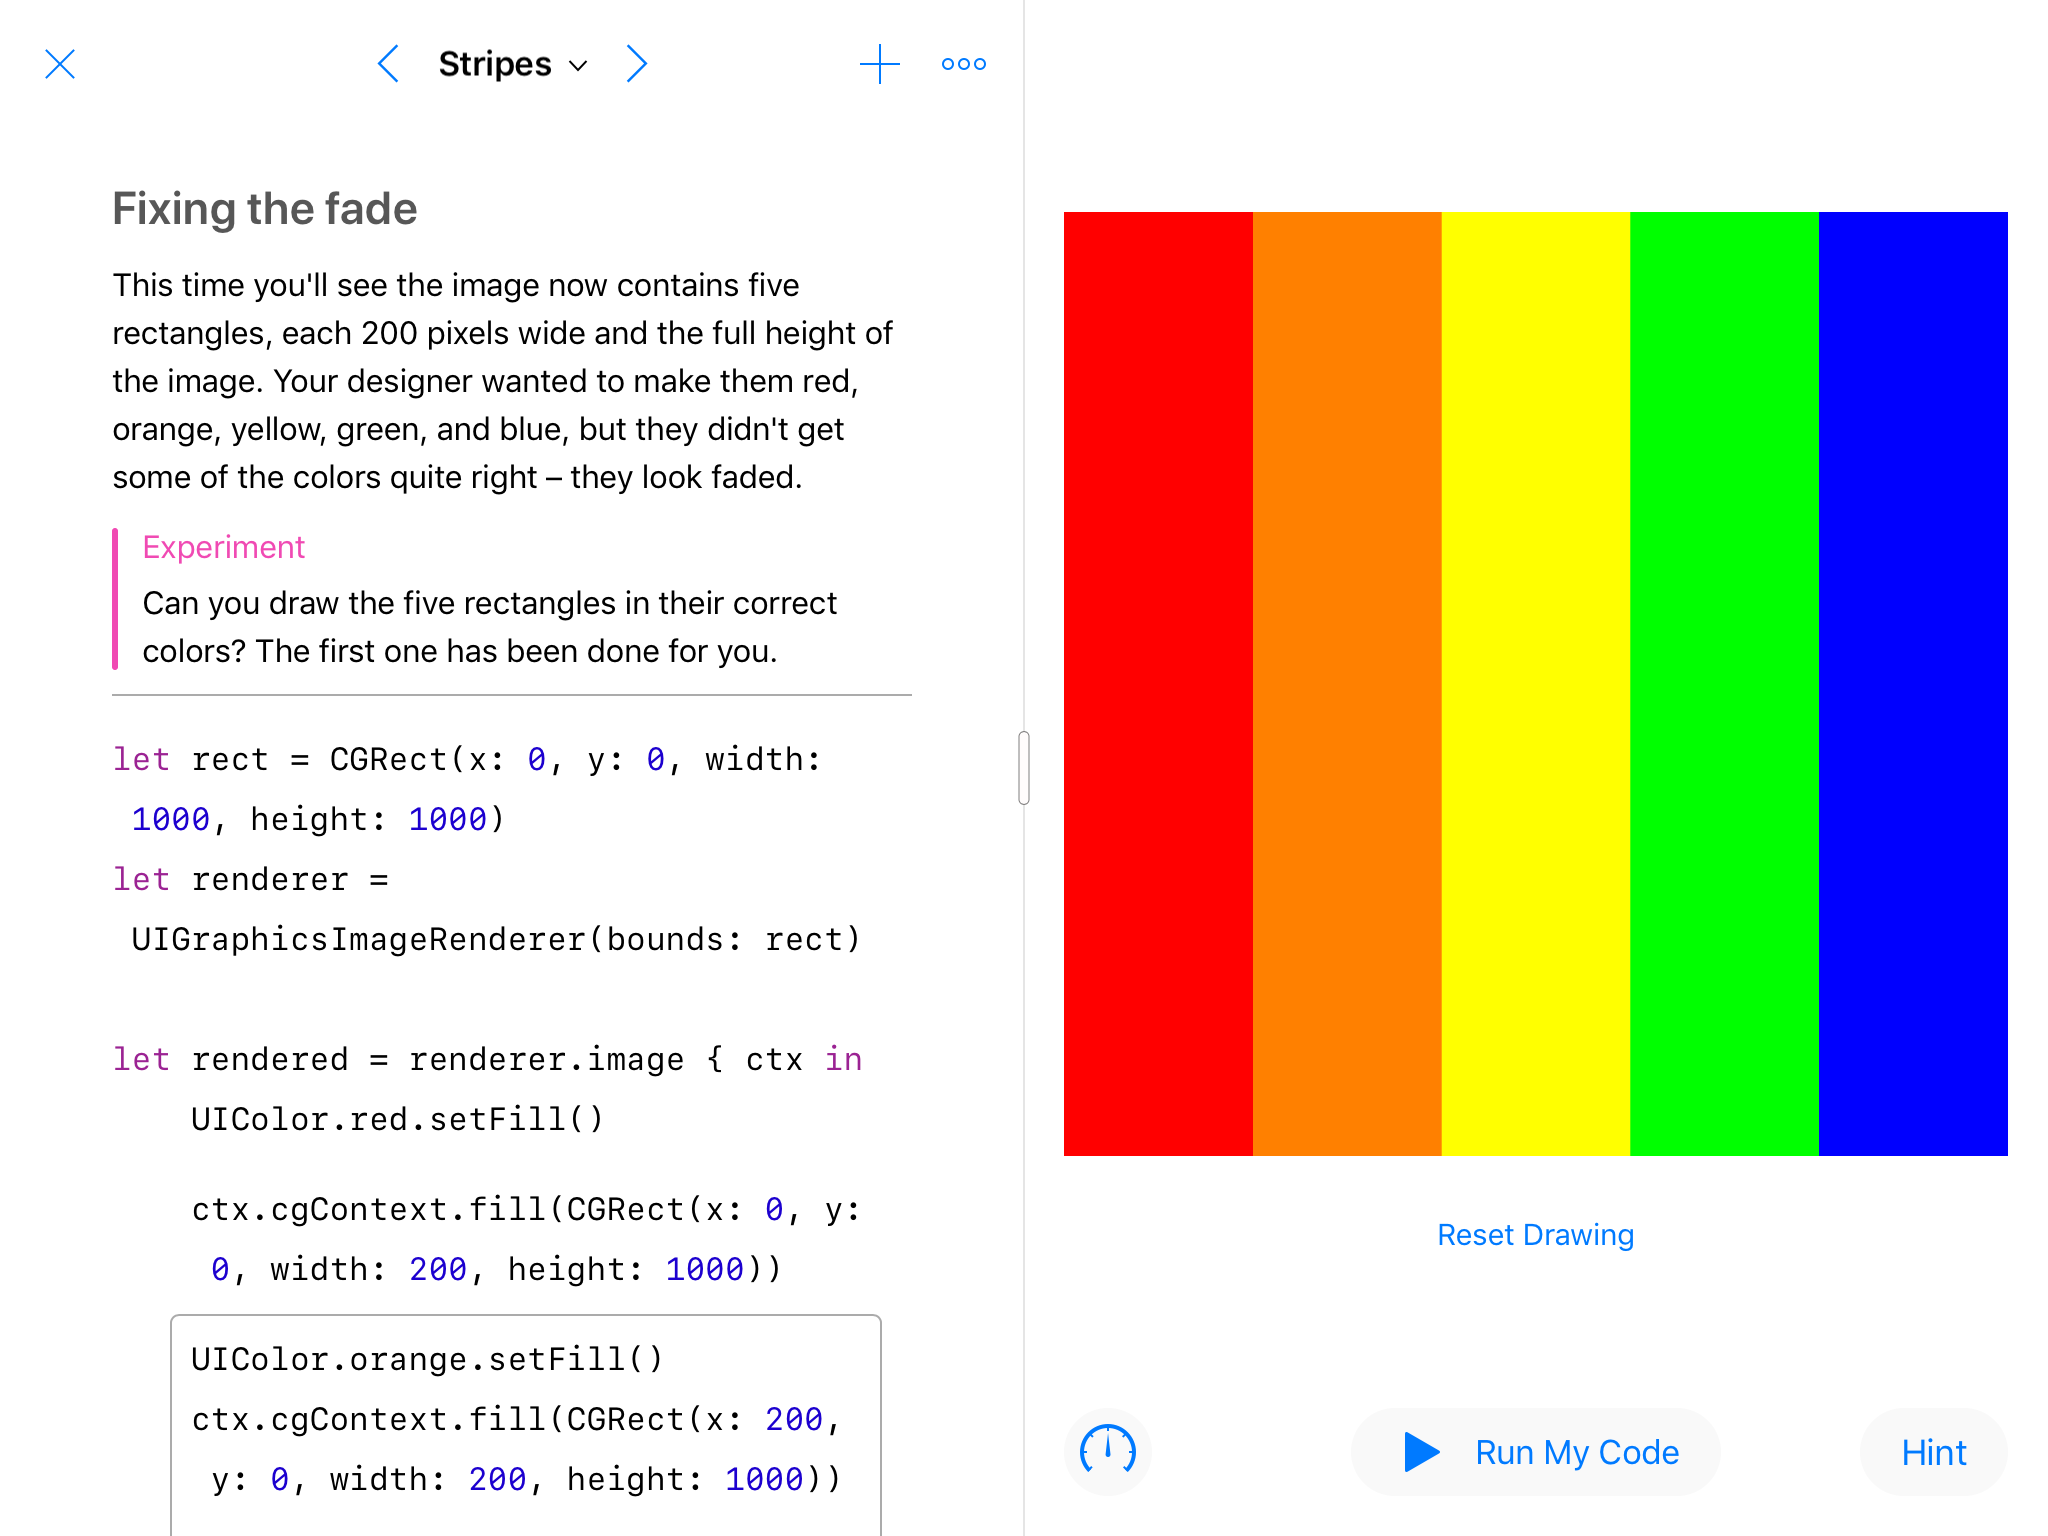 Stripes
Fixing the fade
This time you'll see the image now contains five
rectangles, each 200 pixels wide and the full height of
the image. Your designer wanted to make them red,
orange, yellow, green, and blue, but they didn't get
some of the colors quite right – they look faded.
Experiment
Can you draw the five rectangles in their correct
colors? The first one has been done for you.
let rect = CGRect(x: 0, y: 0, width:
1000, height: 1000)
let renderer =
UIGraphicsImageRenderer(bounds: rect)
let rendered = renderer.image { ctx in
UIColor.red.setFill()
ctx.cgContext.fill(CGRect(x: 0, y:
0, width: 200, height: 1000))
UIColor.orange.setFill()
ctx.cgContext.fill(CGRect(x: 200,
y: 0, width: 200, height: 1000))
Reset Drawing
Run My Code
Hint